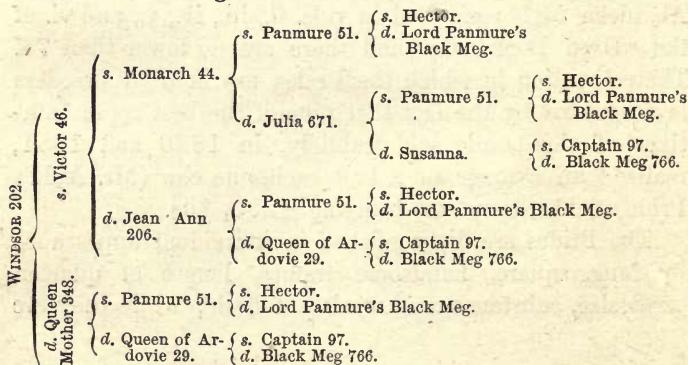 s. Hector.
s. Panmure 51. d. Lord Panmure's
Black Meg.
s. Monarch 44.
s. Hector.
s. Panmure 51. d. Lord Panmure's
Black Meg.
d. Julia 671.
s. Captain 97.
d. Susanna. d. Black Meg 766.
s. Victor 46.
s. Panmure 51. s. Hector.
d. Lord Panmure's Black Meg.
d. Jean Ann
206.
d. Queen of Ar- s. Captain 97.
dovie 29. d. Black Meg 766.
WINDSOR 202.
s. Panmure 51. s. Hector.
d. Lord Panmure's Black Meg.
d. Queen
Mother 348
d. Queen of Ar- s. Captain 97.
dovie 29. d. Black Meg 766.